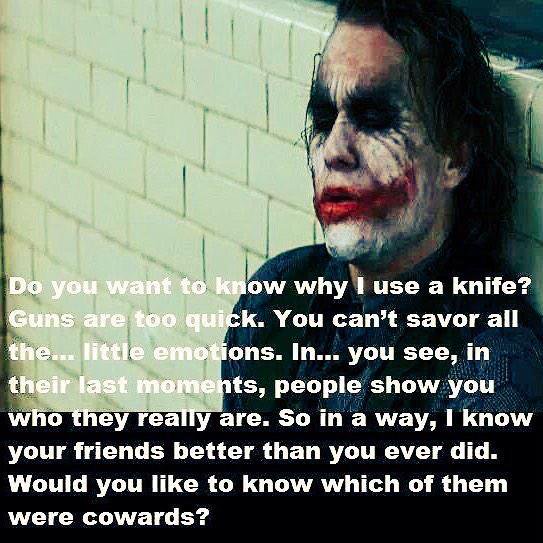 Do you want to know why I use a knife?
Guns are too quick. You can’t savor all
the... little emotions. In... you see, in
their last moments, people show you
who they really are. So in a way, I know
your friends better than you ever did.
Would you like to know which of them
were cowards?